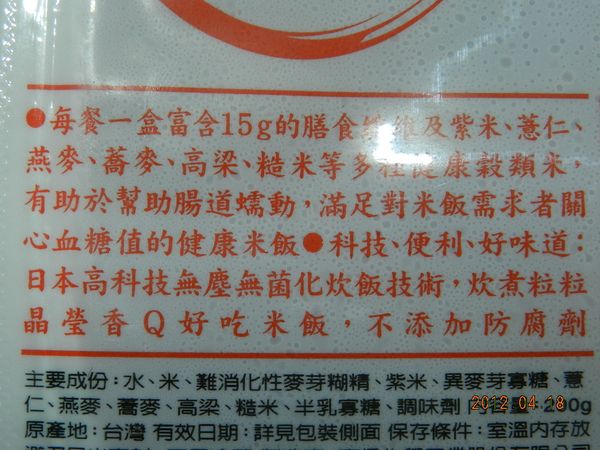 ●每餐一盒富含15g的膳食纖維及紫米、薏仁、
燕麥、蕎麥、高梁、糙米等多種健康穀類米，
有助於幫助腸道蠕動，滿足對米飯需求者關
心血糖值的健康米飯●科技、便利、好味道：
日本高科技無塵無菌化炊飯技術，炊煮粒粒
晶瑩香Q好吃米飯，不添加防腐劑
主要成份：水、米、難消化性麥芽糊精、紫米、異麥芽寡糖、薏
仁、燕麥、蕎麥、高梁、糙米、半乳寡糖、調味劑
原產地：台灣 有效日期：詳見包裝側面 保存條件：室溫內存放
2012 04 18